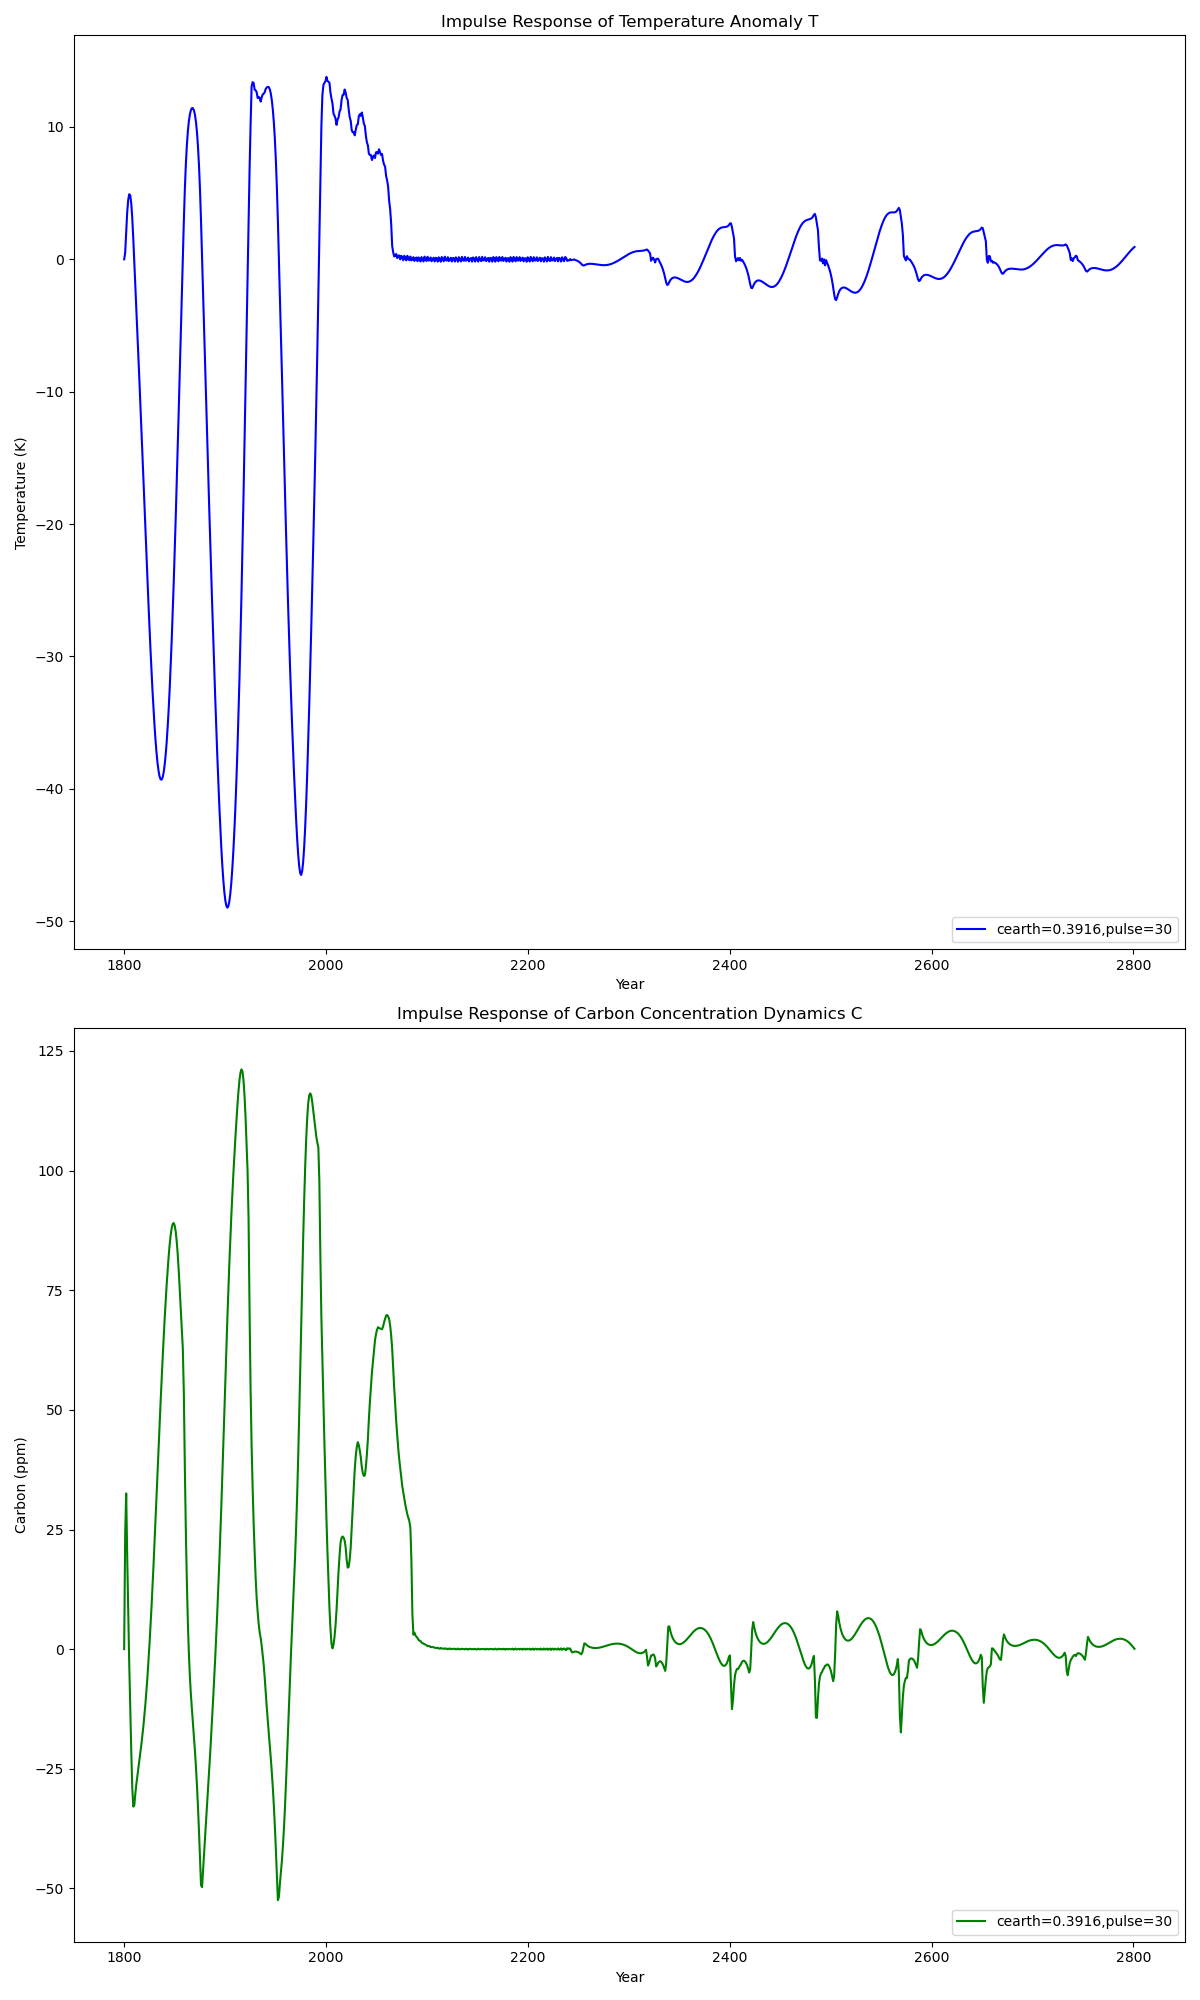 Impulse Response of Temperature Anomaly T
10
0
−10
−20
−30
−40
−50
Temperature (K)
cearth=0.3916,pulse=30
1800 2000 2200 2400 2600 2800
Year
Impulse Response of Carbon Concentration Dynamics C
125
100
75
50
25
0
−25
−50
Carbon (ppm)
cearth=0.3916,pulse=30
1800 2000 2200 2400 2600 2800
Year